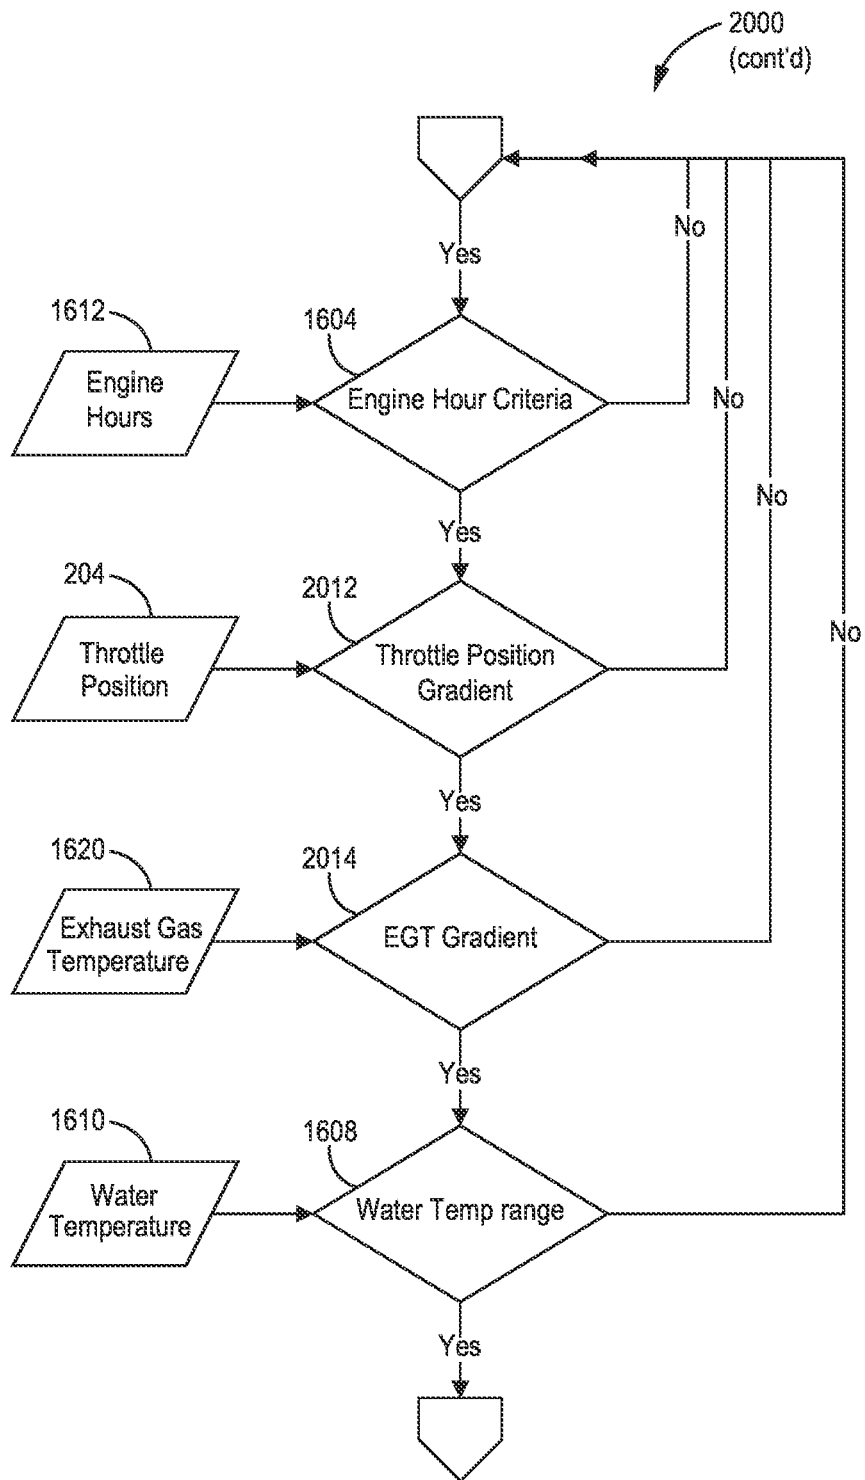 2000
(cont'd)
Yes
No
1612
1604
Engine
Hours
Engine Hour Criteria
No
Yes
No
204
2012
Throttle
Position
Throttle Position
Gradient
No
Yes
1620
2014
Exhaust Gas
Temperature
EGT Gradient
Yes
1610
1608
Water
Temperature
Water Temp range
Yes